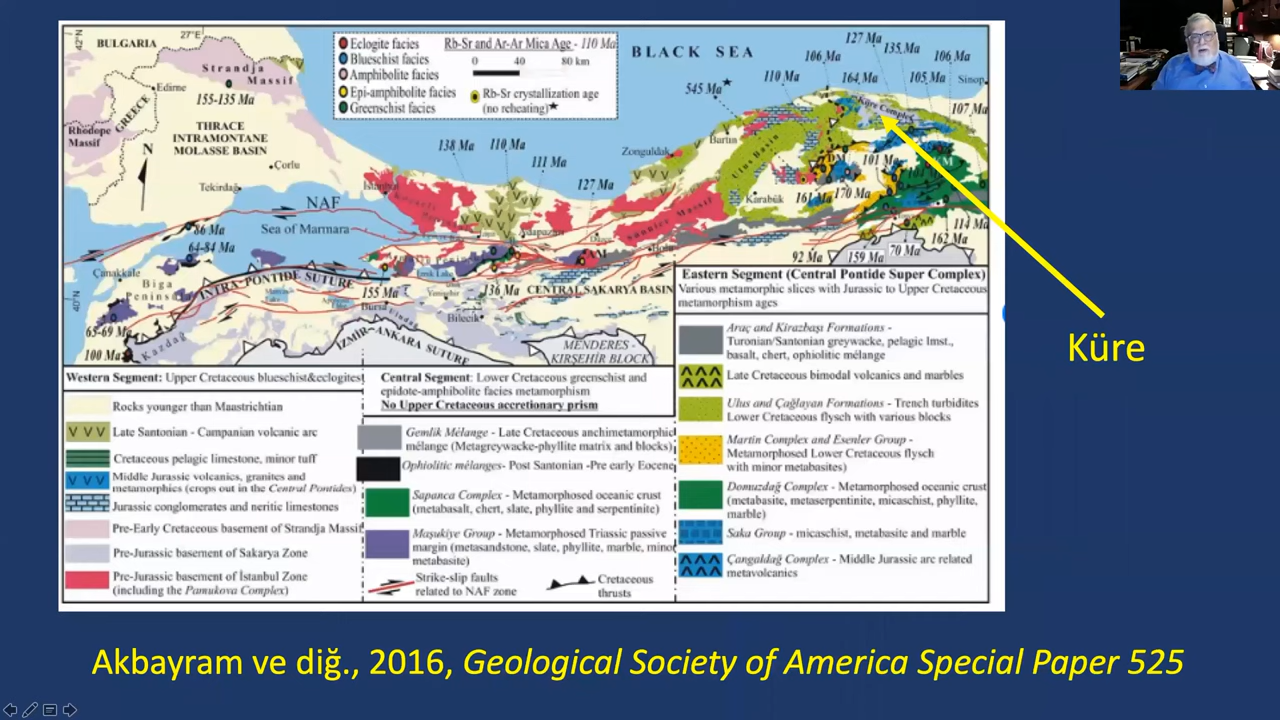 42°N
27°E
BULGARIA
Strandja
Massif
GREECE
Edirne
155-135 Ma
Rhodope
Massif
THRACE
INTRAMONTANE
MOLASSE BASIN
N
Çorlu
Tekirdağ
Eclogite facies
Blueschist facies
Amphibolite facies
Epi-amphibolite facies
Greenschist facies
Rb-Sr and Ar-Ar Mica Age - 110 Ma
0 40 80 km
Rb-Sr crystallization age
(no reheating)★
BLACK SEA
127 Ma
106 Ma
135 Ma
106 Ma
110 Ma
164 Ma
105 Ma
Sinop
545 Ma★
107 Ma
Küre Complex
Bartın
Zonguldak
Ulus Basin
101 Ma
138 Ma
110 Ma
111 Ma
127 Ma
İstanbul
Karabük
161 Ma
170 Ma
NAF
Sea of Marmara
Adapazarı
Sünnice Massif
Bolu
114 Ma
162 Ma
86 Ma
64-84 Ma
92 Ma
159 Ma
70 Ma
Çanakkale
Biga
Peninsula
INTRA-PONTIDE SUTURE
155 Ma
136 Ma
CENTRAL SAKARYA BASIN
40°N
Bursa
Bilecik
65-69 Ma
100 Ma
Kazdağ
IZMIR-ANKARA SUTURE
MENDERES -
KIRŞEHİR BLOCK
Küre
Eastern Segment (Central Pontide Super Complex)
Various metamorphic slices with Jurassic to Upper Cretaceous
metamorphism ages
Araç and Kirazbaşı Formations -
Turonian/Santonian greywacke, pelagic lmst.,
basalt, chert, ophiolitic mélange
Late Cretaceous bimodal volcanics and marbles
Ulus and Çağlayan Formations - Trench turbidites
Lower Cretaceous flysch with various blocks
Martin Complex and Esenler Group -
Metamorphosed Lower Cretaceous flysch
with minor metabasites)
Domuzdağ Complex - Metamorphosed oceanic crust
(metabasite, metaserpentinite, micaschist, phyllite,
marble)
Saka Group - micaschist, metabasite and marble
Çangaldağ Complex - Middle Jurassic arc related
metavolcanics
Western Segment: Upper Cretaceous blueschist&eclogites
Rocks younger than Maastrichtian
Late Santonian - Campanian volcanic arc
Cretaceous pelagic limestone, minor tuff
Middle Jurassic volcanics, granites and
metamorphics (crops out in the Central Pontides)
Jurassic conglomerates and neritic limestones
Pre-Early Cretaceous basement of Strandja Massif
Pre-Jurassic basement of Sakarya Zone
Pre-Jurassic basement of İstanbul Zone
(including the Pamukova Complex)
Central Segment: Lower Cretaceous greenschist and
epidote-amphibolite facies metamorphism
No Upper Cretaceous accretionary prism
Gemlik Mélange - Late Cretaceous anchimetamorphic
mélange (Metagreywacke-phyllite matrix and blocks)
Ophiolitic mélanges- Post Santonian -Pre early Eocene
Sapanca Complex - Metamorphosed oceanic crust
(metabasalt, chert, slate, phyllite and serpentine)
Maşukiye Group - Metamorphosed Triassic passive
margin (metasandstone, slate, phyllite, marble, minor
metabasite)
Strike-slip faults
related to NAF zone
Cretaceous
thrusts
Akbayram ve diğ., 2016, Geological Society of America Special Paper 525